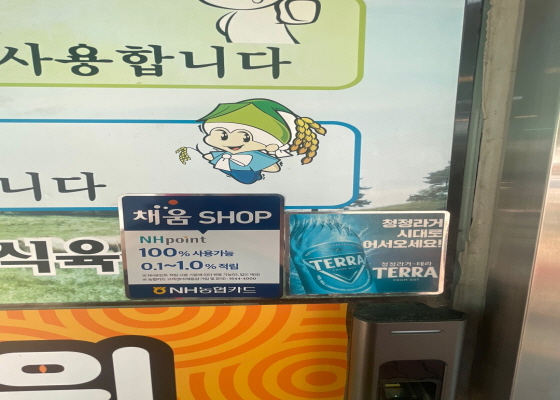 사용합니다
니다
식육
채움 SHOP
NHpoint
100% 사용가능
0.1~1.0% 적립
NH농협카드
청정라거
시대로
어서오세요!
청정라거-테라
TERRA
TERRA